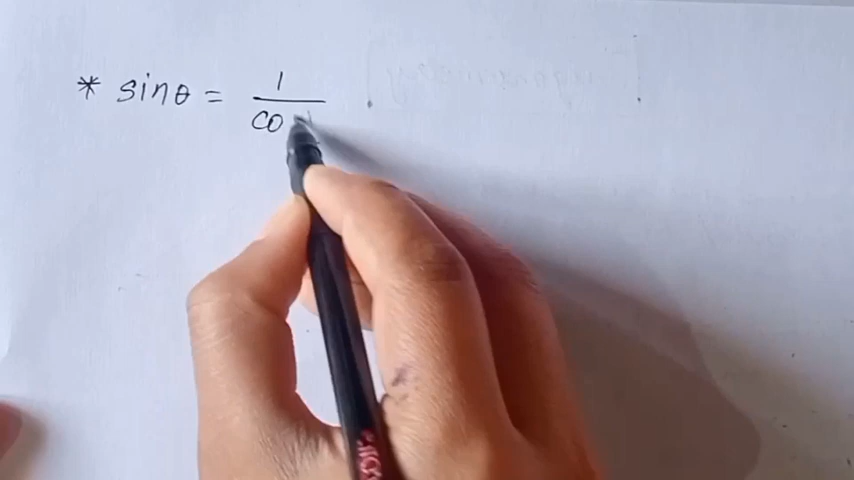 * sinθ = 1/co